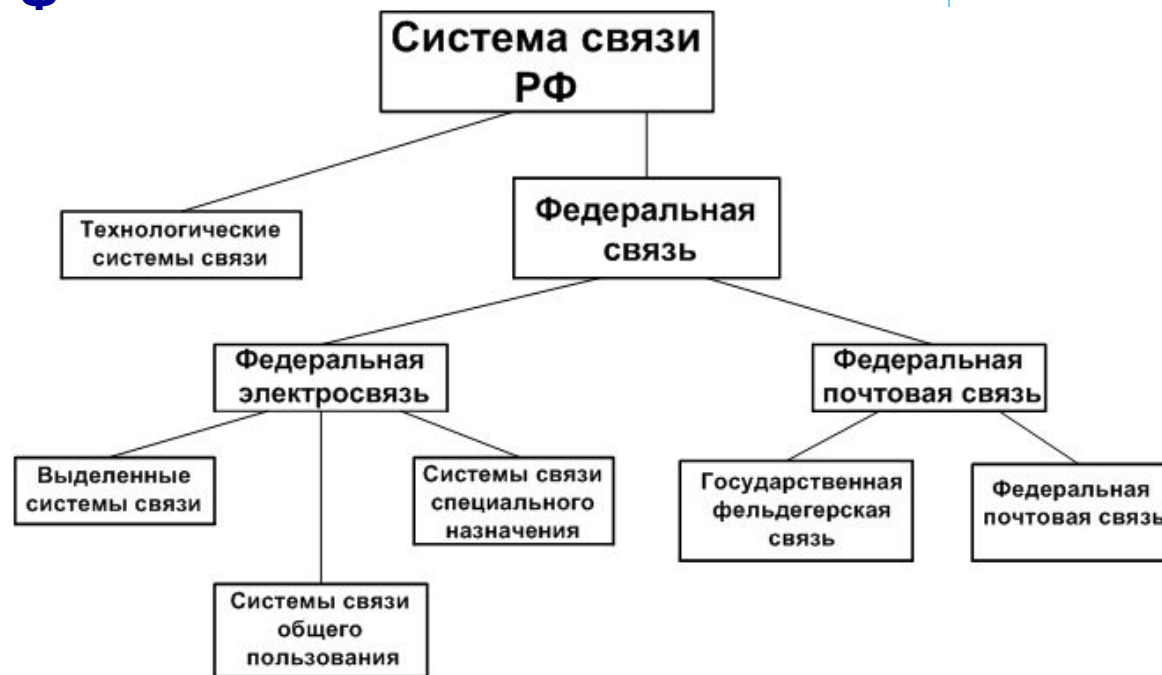 Ф
Система связи
РФ
Технологические
системы связи
Федеральная
связь
Федеральная
электросвязь
Федеральная
почтовая связь
Выделенные
системы связи
Системы связи
специального
назначения
Государственная
фельдегерская
связь
Федеральная
почтовая связь
Системы связи
общего
пользования